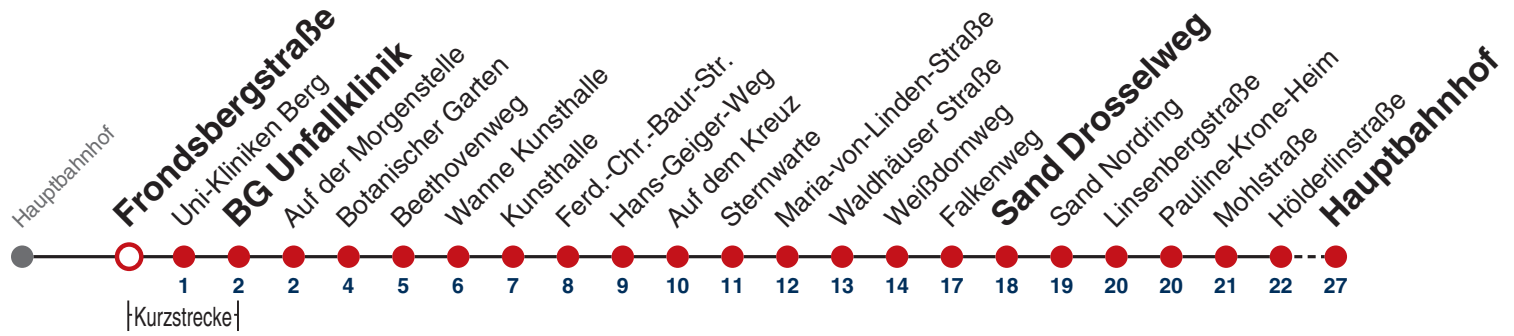 Hauptbahnhof
Frondsbergstraße
Uni-Kliniken Berg
BG Unfallklinik
Auf der Morgenstelle
Botanischer Garten
Beethovenweg
Wanne Kunsthalle
Kunsthalle
Ferd.-Chr.-Baur-Str.
Hans-Geiger-Weg
Auf dem Kreuz
Sternwarte
Maria-von-Linden-Straße
Waldhäuser Straße
Weißdornweg
Falkenweg
Sand Drosselweg
Sand Nordring
Linsenbergstraße
Pauline-Krone-Heim
Mohlstraße
Hölderlinstraße
Hauptbahnhof
1 2 2 4 5 6 7 8 9 10 11 12 13 14 17 18 19 20 20 21 22 27
Kurzstrecke